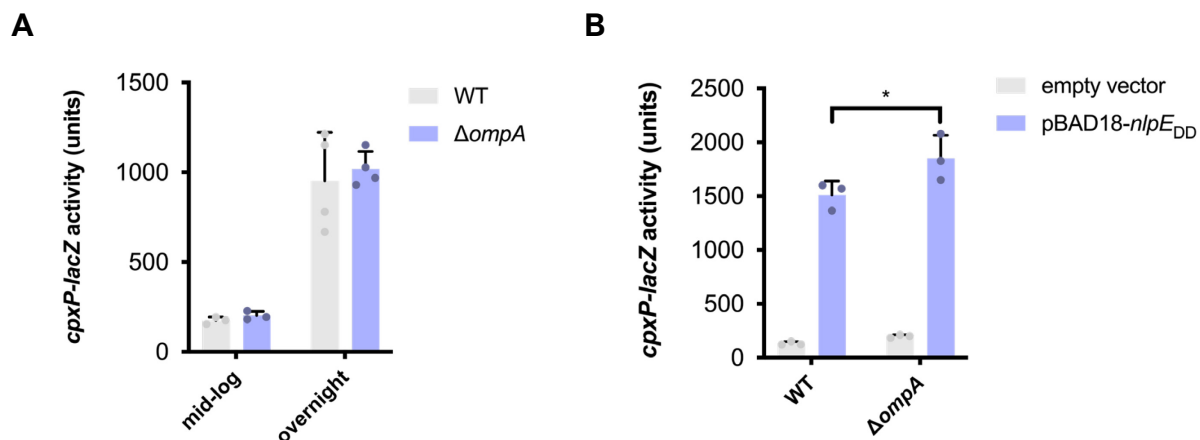 A
cpxP-lacZ activity (units)
1500
1000
500
0
mid-log
overnight
WT
ΔompA
B
cpxP-lacZ activity (units)
2500
2000
1500
1000
500
0
*
WT
ΔompA
empty vector
pBAD18-nlpEDD